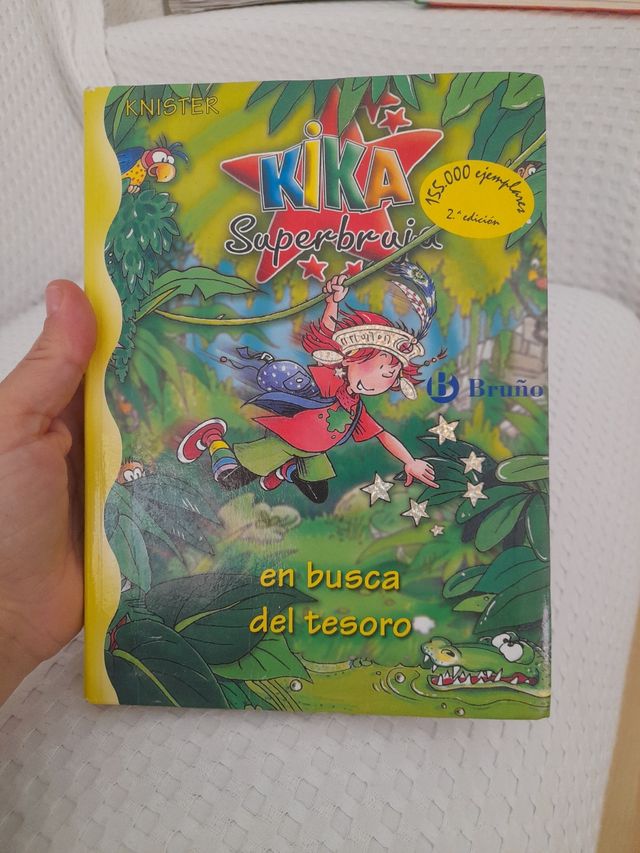 KNISTER
KiKA
Superbruja
155.000 ejemplares
2.ª edición
B Bruño
en busca
del tesoro